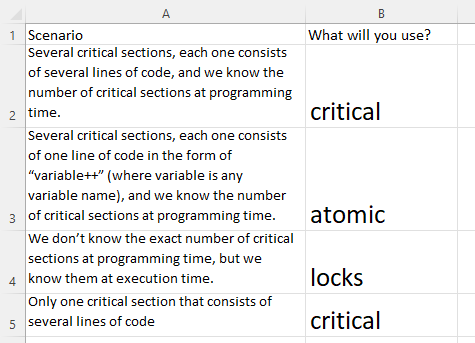 A B
1 Scenario What will you use?
Several critical sections, each one consists
of several lines of code, and we know the
number of critical sections at programming
2 time. critical
Several critical sections, each one consists
of one line of code in the form of
“variable++” (where variable is any
variable name), and we know the number
3 of critical sections at programming time. atomic
We don’t know the exact number of critical
sections at programming time, but we
4 know them at execution time. locks
Only one critical section that consists of
5 several lines of code critical